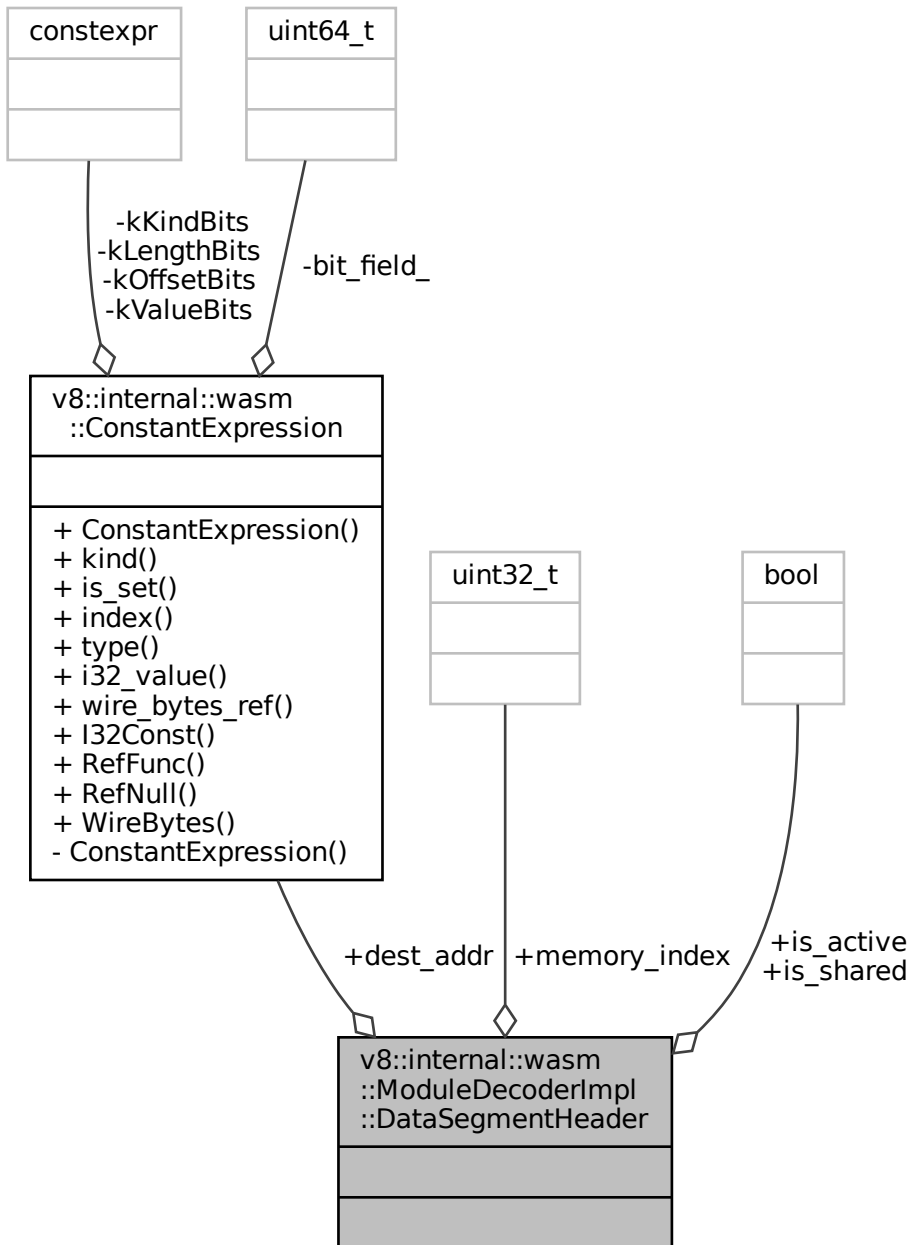 constexpr
uint64_t
-kKindBits
-kLengthBits
-kOffsetBits
-kValueBits
-bit_field_
v8::internal::wasm
::ConstantExpression
+ ConstantExpression()
+ kind()
+ is_set()
+ index()
+ type()
+ i32_value()
+ wire_bytes_ref()
+ I32Const()
+ RefFunc()
+ RefNull()
+ WireBytes()
- ConstantExpression()
uint32_t
bool
+dest_addr
+memory_index
+is_active
+is_shared
v8::internal::wasm
::ModuleDecoderImpl
::DataSegmentHeader